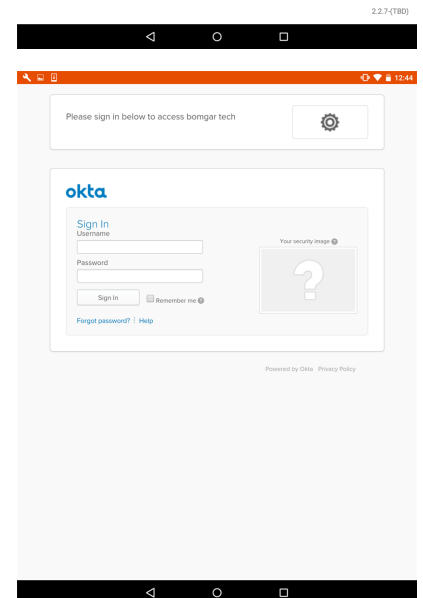 2.2.7-(TBD)
12:44
Please sign in below to access bomgar tech
okta
Sign In
Username
Your security image
Password
Sign In
Remember me
Forgot password? | Help
Powered by Okta Privacy Policy